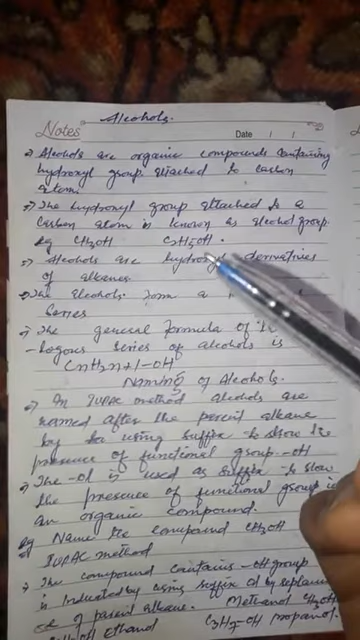 Alcohols.
Notes
Date / /
Alcohols are organic compounds containing
hydroxyl group attached to carbon
atom.
The hydroxyl group attached to a
carbon atom is known as alcohol group.
eg CH3OH C2H5OH.
Alcohols are hydroxyl derivatives
of alkanes
The alcohols form a
series
The general formula of
-logous series of alcohols is
CnH2n+1-OH
Naming of Alcohols.
In IUPAC method alcohols are
named after the parent alkane
by using suffix to show the
presence of functional group -OH
The -ol is used as suffix to show
the presence of functional group in
an organic compound.
eg Name the compound CH3OH
IUPAC method
The compound contains -OH group
is indicated by using suffix ol by
of parent alkane. Methanol CH3OH
Ethanol C3H7-OH propanol.